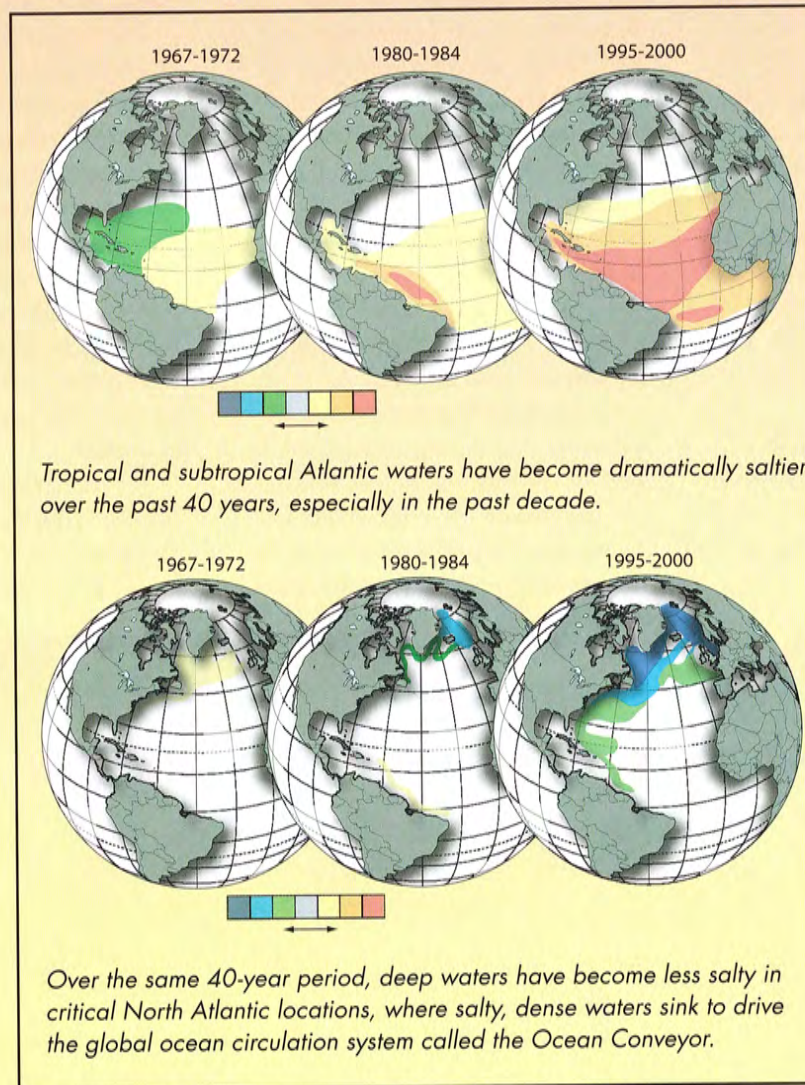 1967-1972 1980-1984 1995-2000
Tropical and subtropical Atlantic waters have become dramatically saltier
over the past 40 years, especially in the past decade.
1967-1972 1980-1984 1995-2000
Over the same 40-year period, deep waters have become less salty in
critical North Atlantic locations, where salty, dense waters sink to drive
the global ocean circulation system called the Ocean Conveyor.